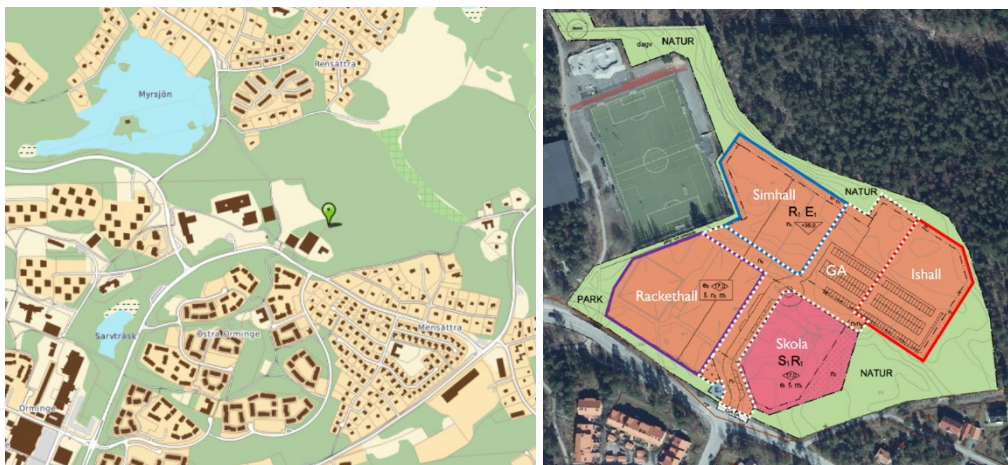 Rensättra
Myrsjön
Sarvträsk
Östra Orminge
Mensättra
Orminge
NATUR
dagv
Simhall
R₁ E₁
NATUR
GA
Ishall
Rackethall
PARK
Skola
S₁R₁
NATUR